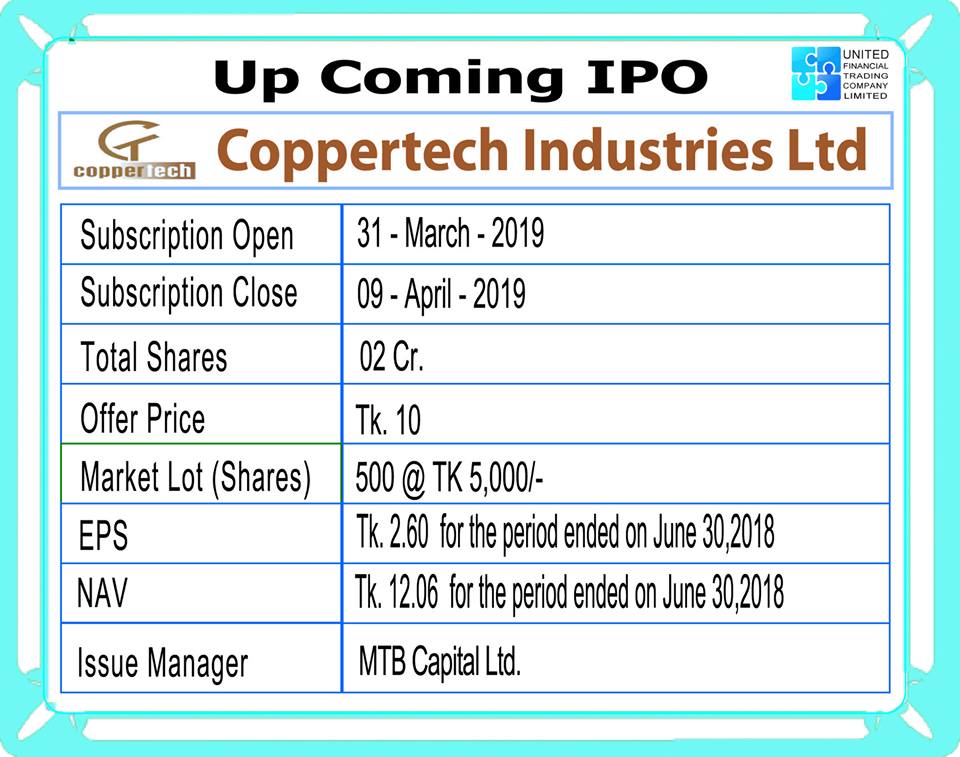 Up Coming IPO
UNITED
FINANCIAL
TRADING
COMPANY
LIMITED
coppertech
Coppertech Industries Ltd
Subscription Open 31 - March - 2019
Subscription Close 09 - April - 2019
Total Shares 02 Cr.
Offer Price Tk. 10
Market Lot (Shares) 500 @ TK 5,000/-
EPS Tk. 2.60 for the period ended on June 30,2018
NAV Tk. 12.06 for the period ended on June 30,2018
Issue Manager MTB Capital Ltd.